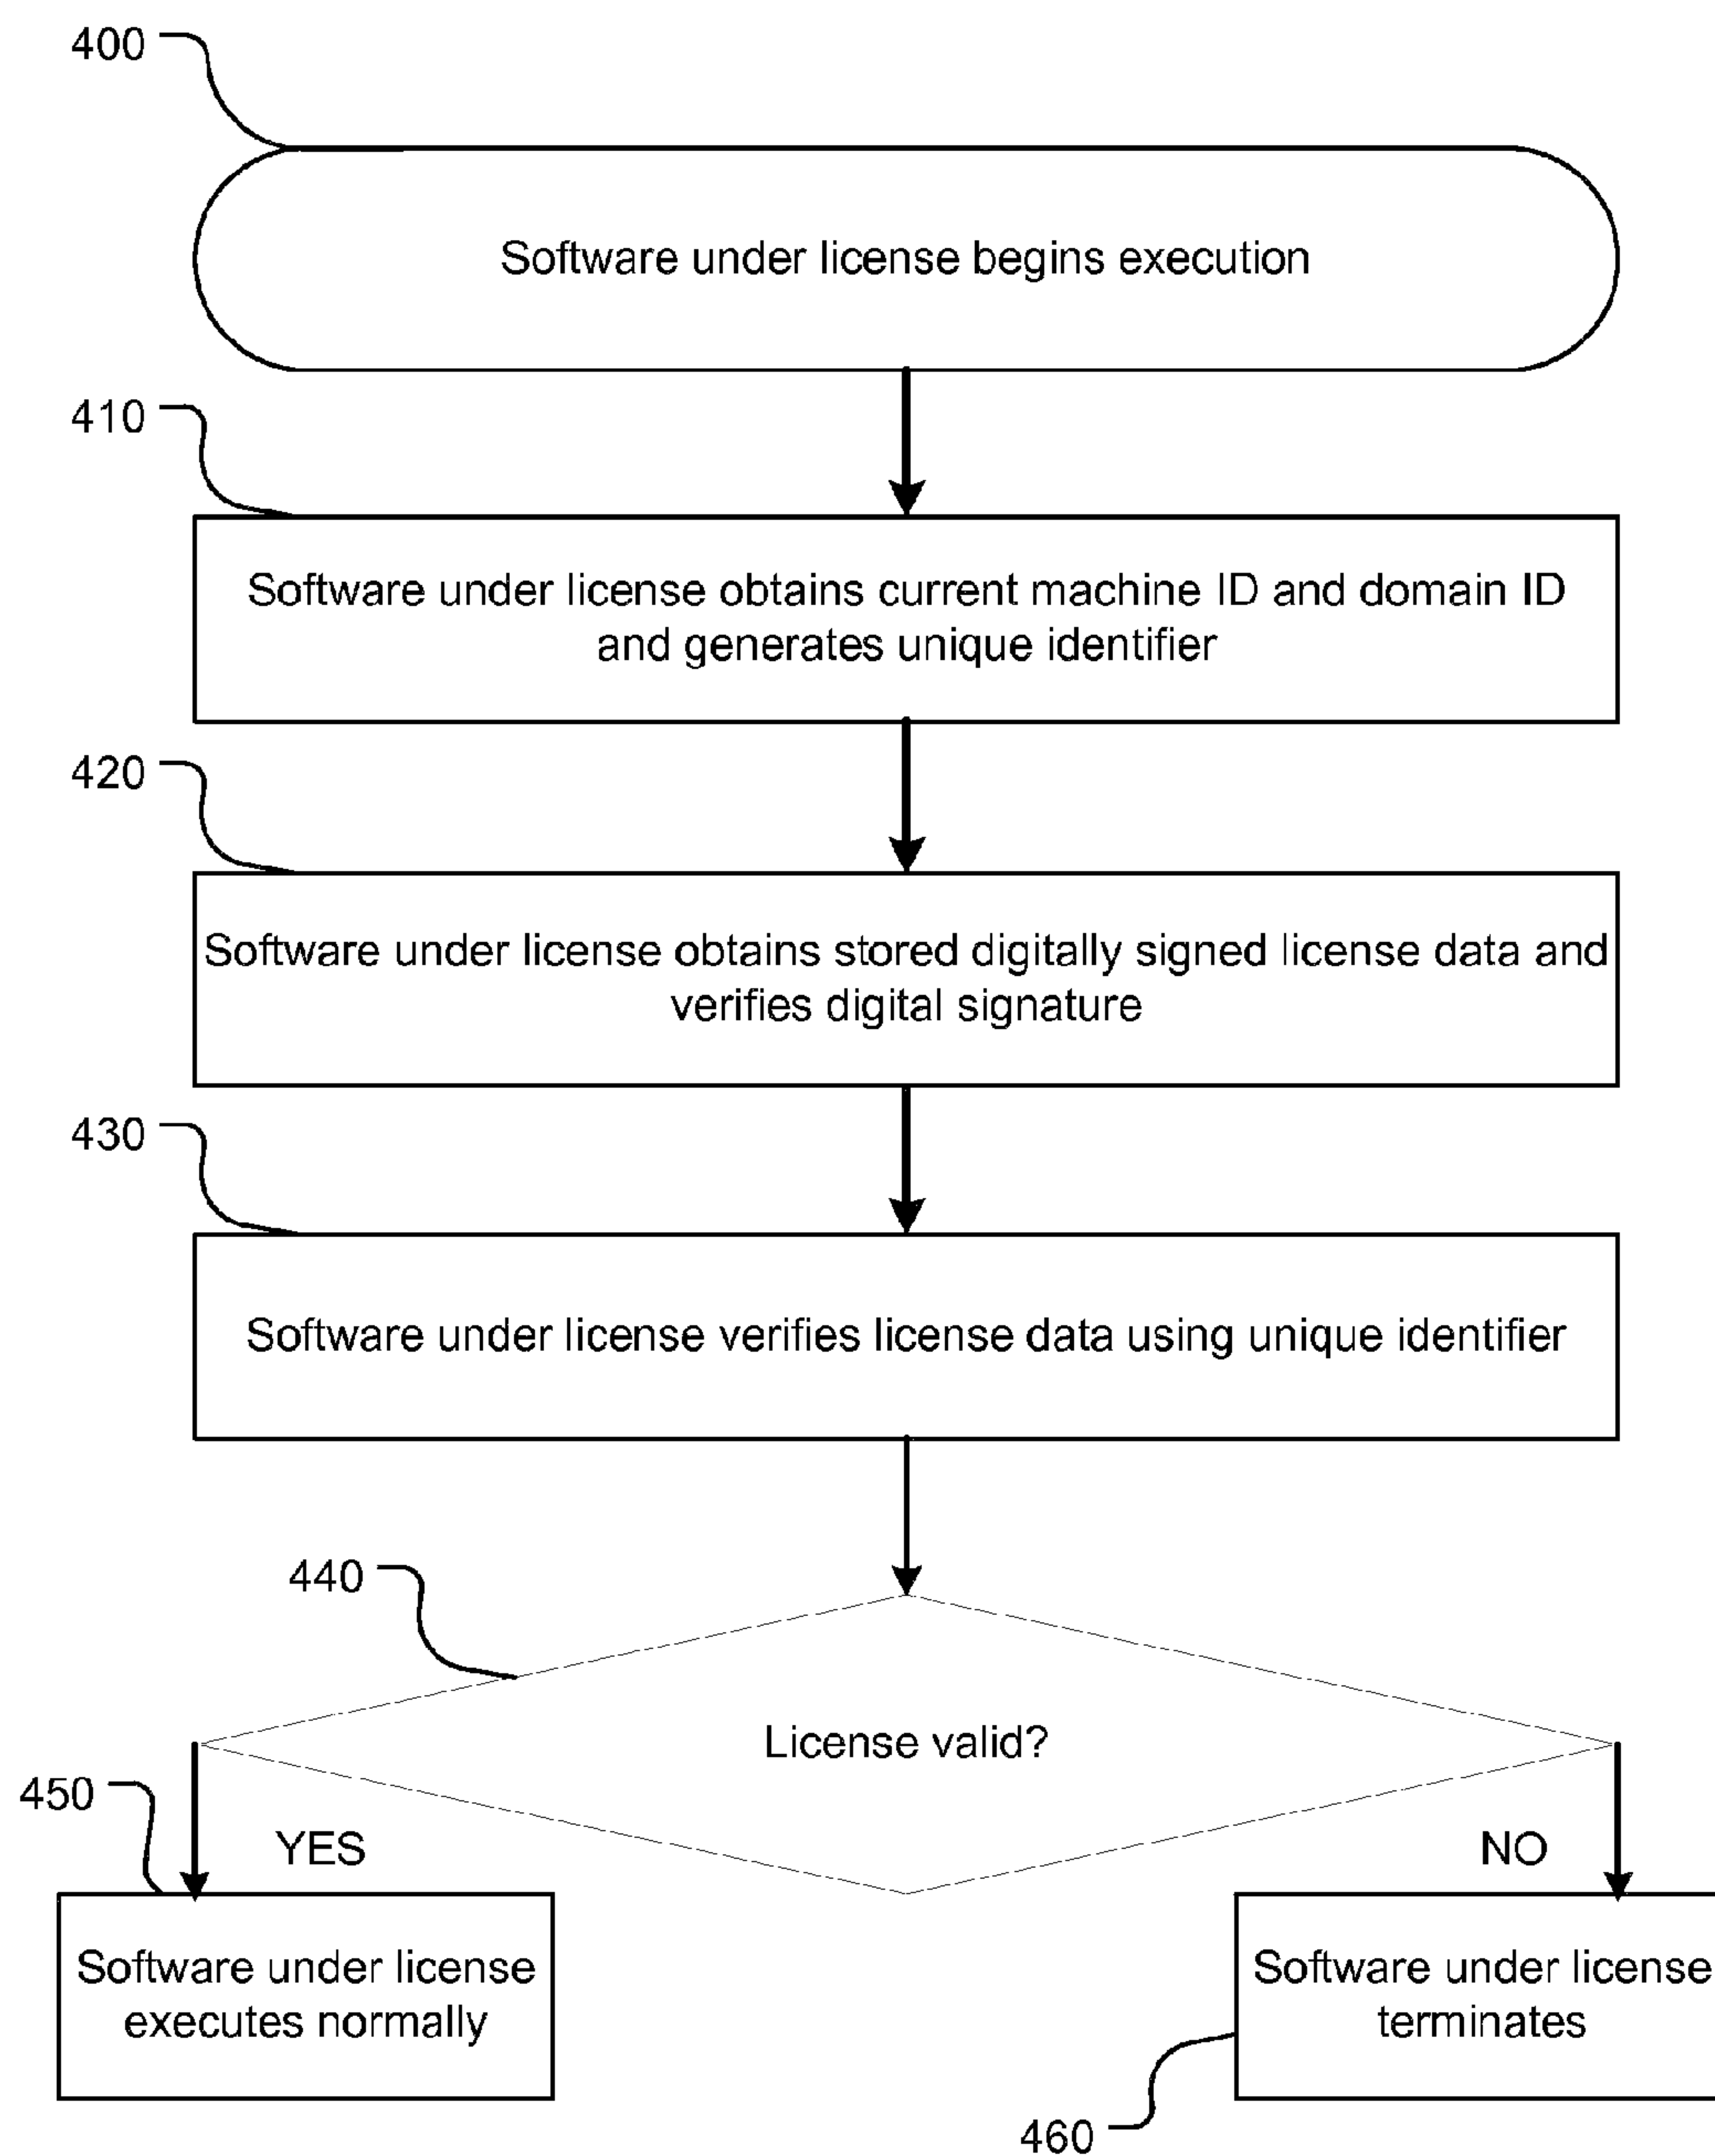 400
Software under license begins execution
410
Software under license obtains current machine ID and domain ID
and generates unique identifier
420
Software under license obtains stored digitally signed license data and
verifies digital signature
430
Software under license verifies license data using unique identifier
440
License valid?
450
YES
NO
Software under license
executes normally
Software under license
terminates
460